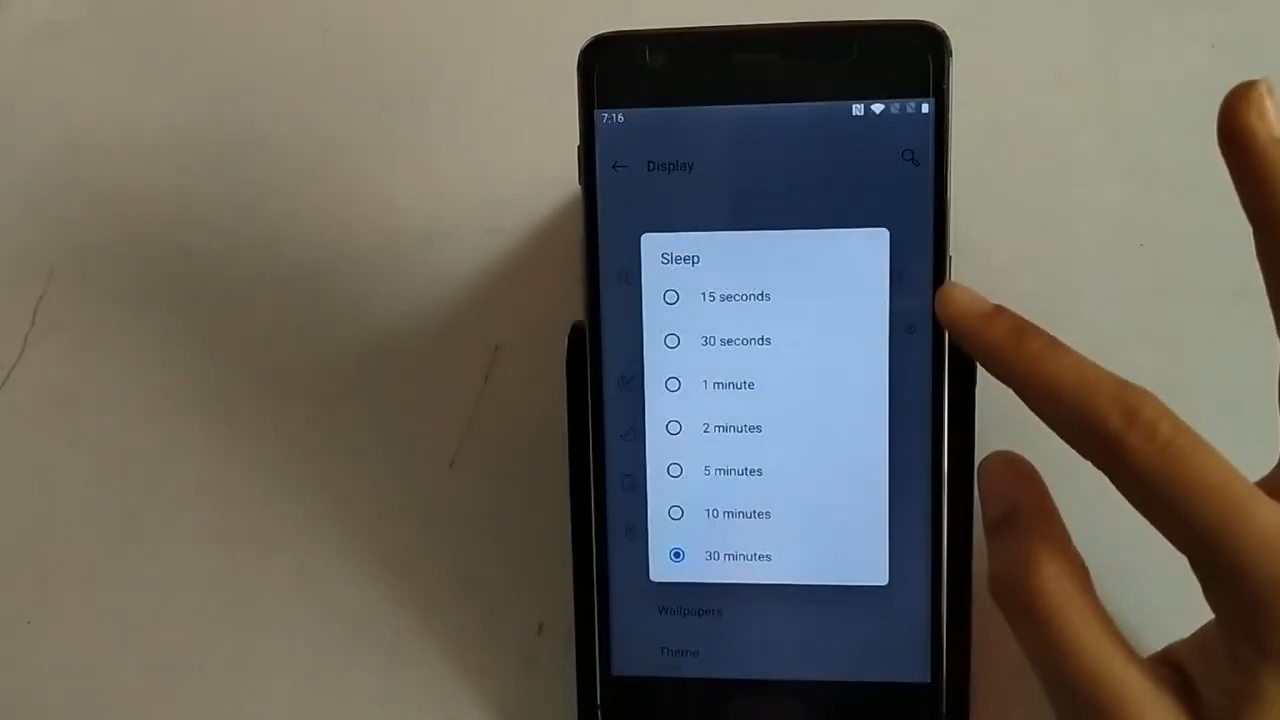 7:16
Display
Sleep
15 seconds
30 seconds
1 minute
2 minutes
5 minutes
10 minutes
30 minutes
Wallpapers
Theme